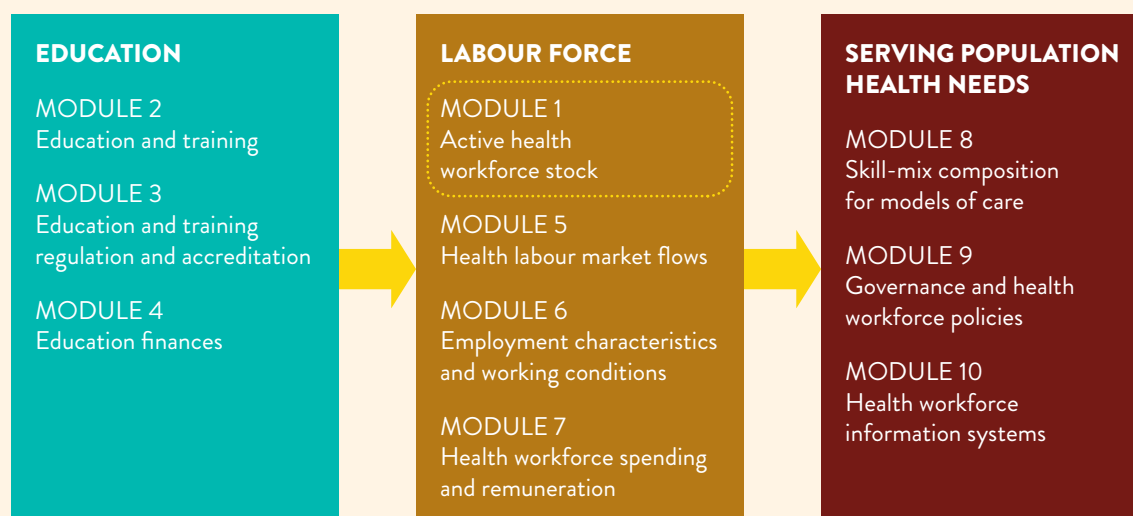 EDUCATION
MODULE 2
Education and training
MODULE 3
Education and training
regulation and accreditation
MODULE 4
Education finances
LABOUR FORCE
MODULE 1
Active health
workforce stock
MODULE 5
Health labour market flows
MODULE 6
Employment characteristics
and working conditions
MODULE 7
Health workforce spending
and remuneration
SERVING POPULATION
HEALTH NEEDS
MODULE 8
Skill-mix composition
for models of care
MODULE 9
Governance and health
workforce policies
MODULE 10
Health workforce
information systems